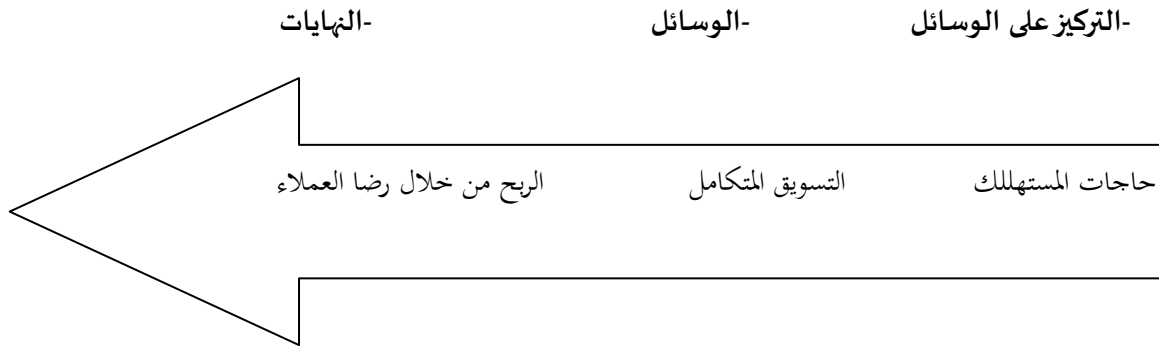 -التركيز على الوسائل -الوسائل -النهايات
حاجات المستهللك التسويق المتكامل الربح من خلال رضا العملاء